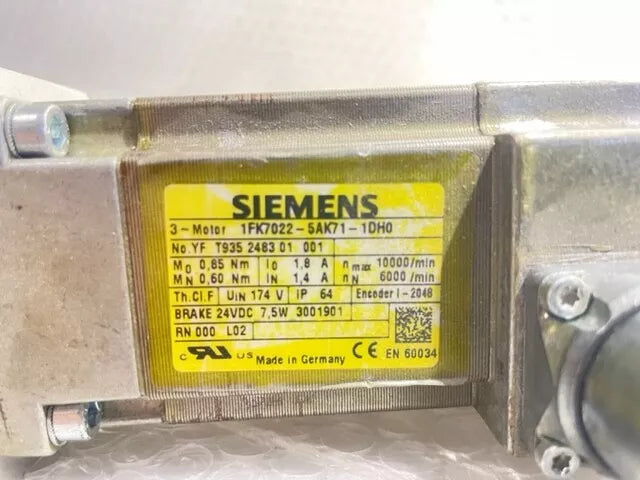 SIEMENS
3-Motor 1FK7022-5AK71-1DH0
No.YF T935 2483 01 001
M0 0,85 Nm I0 1,8 A nmax 10000/min
MN 0,60 Nm IN 1,4 A nN 6000/min
Th.Cl.F UIN 174 V IP 64 Encoder I-2048
BRAKE 24VDC 7,5W 3001901
RN 000 L02
c RU US Made in Germany CE EN 60034